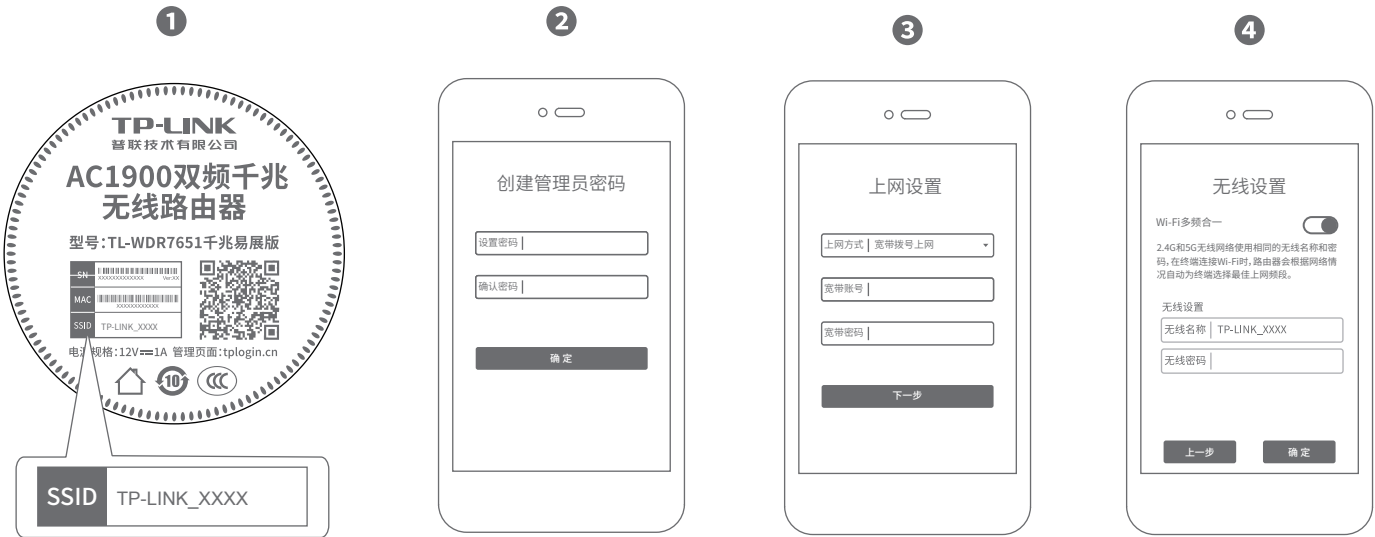 1
TP-LINK
普联技术有限公司
AC1900双频千兆
无线路由器
型号:TL-WDR7651千兆易展版
SN
XXXXXXXXXXXXX Ver:XX
MAC
XXXXXXXXXXXX
SSID TP-LINK_XXXX
规格:12V⎓1A 管理页面:tplogin.cn
10
CCC
SSID TP-LINK_XXXX
2
创建管理员密码
设置密码
确认密码
确定
3
上网设置
上网方式 宽带拨号上网
宽带账号
宽带密码
下一步
4
无线设置
Wi-Fi多频合一
2.4G和5G无线网络使用相同的无线名称和密
码,在终端连接Wi-Fi时,路由器会根据网络情
况自动为终端选择最佳上网频段。
无线设置
无线名称 TP-LINK_XXXX
无线密码
上一步 确定